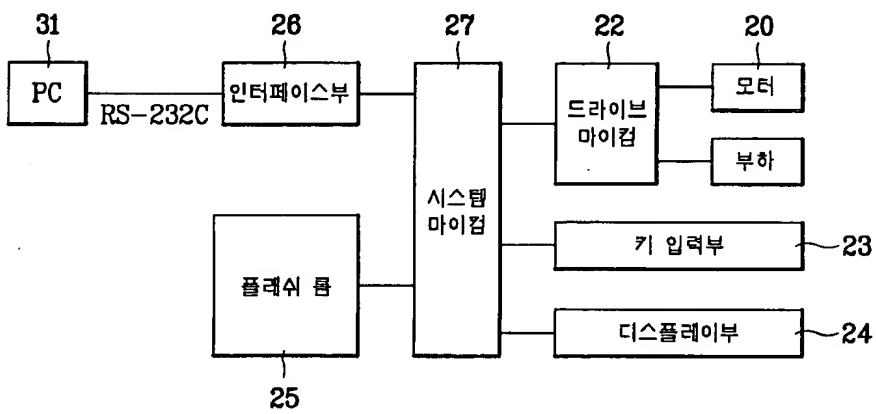 31
26
27
22
20
PC
RS-232C
인터페이스부
시스템
마이컴
드라이브
마이컴
모터
부하
키 입력부
23
디스플레이부
24
플래쉬 롬
25